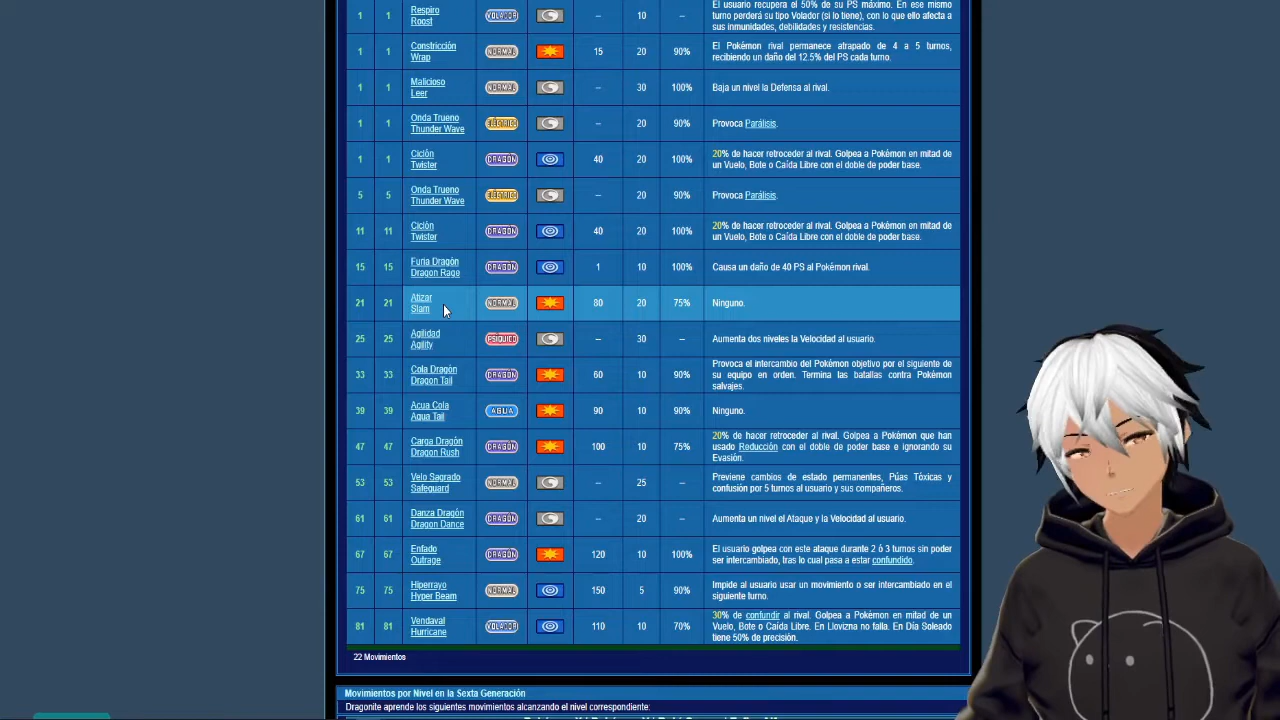 El usuario recupera el 50% de su PS máximo. En ese mismo
1 1 Respiro VOLADOR – 10 – turno perderá su tipo Volador (si lo tiene), con lo que ello afecta a
Roost sus inmunidades, debilidades y resistencias.
1 1 Constricción NORMAL 15 20 90% El Pokémon rival permanece atrapado de 4 a 5 turnos,
Wrap recibiendo un daño del 12.5% del PS cada turno.
1 1 Malicioso NORMAL – 30 100% Baja un nivel la Defensa al rival.
Leer
1 1 Onda Trueno ELÉCTRICO – 20 90% Provoca Parálisis.
Thunder Wave
1 1 Ciclón DRAGON 40 20 100% 20% de hacer retroceder al rival. Golpea a Pokémon en mitad de
Twister un Vuelo, Bote o Caída Libre con el doble de poder base.
5 5 Onda Trueno ELÉCTRICO – 20 90% Provoca Parálisis.
Thunder Wave
11 11 Ciclón DRAGON 40 20 100% 20% de hacer retroceder al rival. Golpea a Pokémon en mitad de
Twister un Vuelo, Bote o Caída Libre con el doble de poder base.
15 15 Furia Dragón DRAGON 1 10 100% Causa un daño de 40 PS al Pokémon rival.
Dragon Rage
21 21 Atizar NORMAL 80 20 75% Ninguno.
Slam
25 25 Agilidad PSÍQUICO – 30 – Aumenta dos niveles la Velocidad al usuario.
Agility
33 33 Cola Dragón DRAGON 60 10 90% Provoca el intercambio del Pokémon objetivo por el siguiente de
Dragon Tail su equipo en orden. Termina las batallas contra Pokémon
salvajes.
39 39 Acua Cola AGUA 90 10 90% Ninguno.
Aqua Tail
47 47 Carga Dragón DRAGON 100 10 75% 20% de hacer retroceder al rival. Golpea a Pokémon que han
Dragon Rush usado Reducción con el doble de poder base e ignorando su
Evasión.
53 53 Velo Sagrado NORMAL – 25 – Previene cambios de estado permanentes, Púas Tóxicas y
Safeguard confusión por 5 turnos al usuario y sus compañeros.
61 61 Danza Dragón DRAGON – 20 – Aumenta un nivel el Ataque y la Velocidad al usuario.
Dragon Dance
67 67 Enfado DRAGON 120 10 100% El usuario golpea con este ataque durante 2 ó 3 turnos sin poder
Outrage ser intercambiado, tras lo cual pasa a estar confundido.
75 75 Hiperrayo NORMAL 150 5 90% Impide al usuario usar un movimiento o ser intercambiado en el
Hyper Beam siguiente turno.
81 81 Vendaval VOLADOR 110 10 70% 30% de confundir al rival. Golpea a Pokémon en mitad de un
Hurricane Vuelo, Bote o Caída Libre. En Llovizna no falla. En Día Soleado
tiene 50% de precisión.
22 Movimientos
Movimientos por Nivel en la Sexta Generación
Dragonite aprende los siguientes movimientos alcanzando el nivel correspondiente: